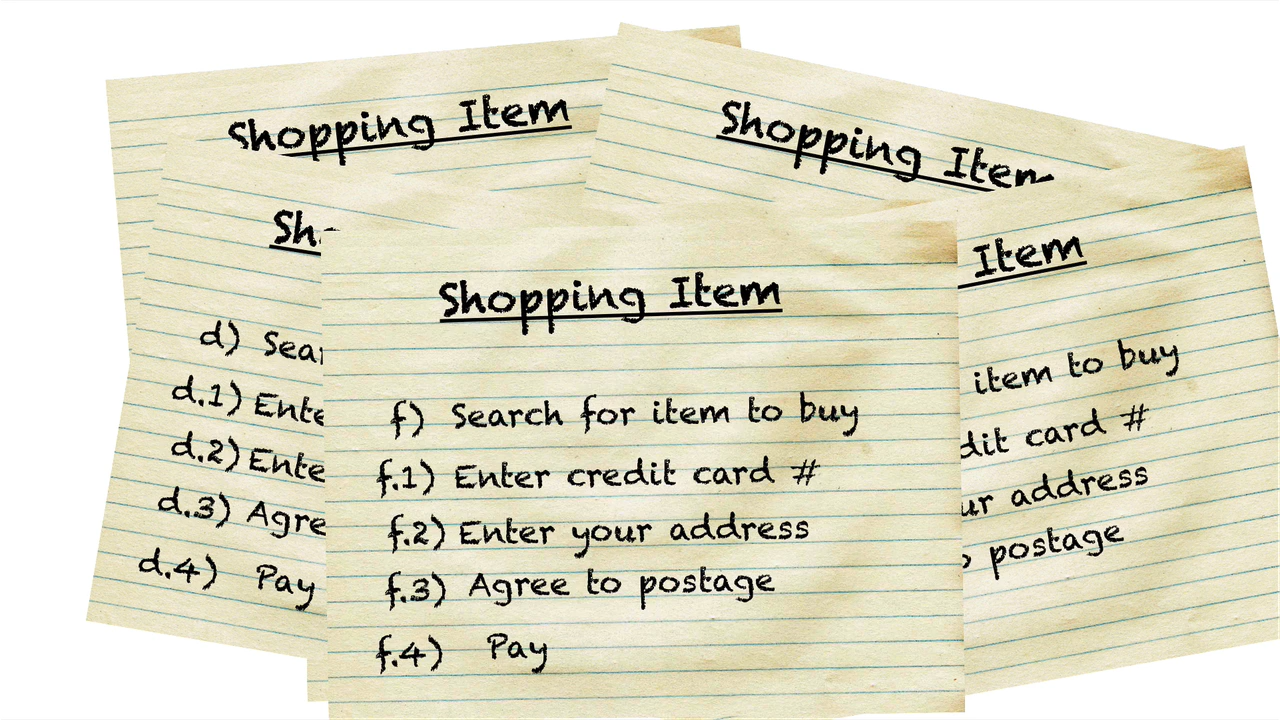 Shopping Item
Shopping Item
Sh
Item
Shopping Item
d) Sear
d.1) Ente
d.2) Ente
d.3) Agre
d.4) Pay
f) Search for item to buy
f.1) Enter credit card #
f.2) Enter your address
f.3) Agree to postage
f.4) Pay
item to buy
dit card #
ur address
postage